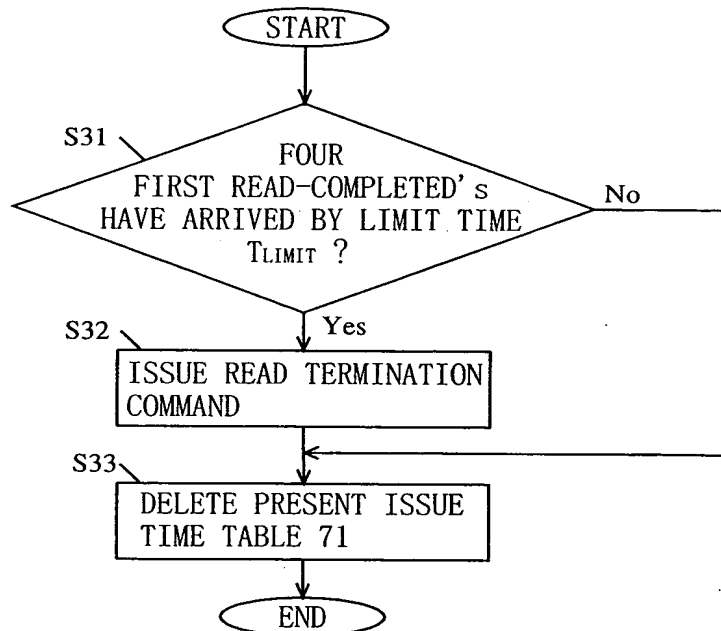 START
S31
FOUR
FIRST READ-COMPLETED's
HAVE ARRIVED BY LIMIT TIME
TLIMIT ?
No
Yes
S32
ISSUE READ TERMINATION
COMMAND
S33
DELETE PRESENT ISSUE
TIME TABLE 71
END